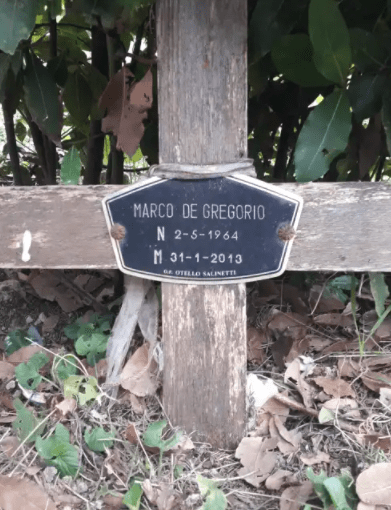 MARCO DE GREGORIO
N 2-5-1964
M 31-1-2013
O.F. OTELLO SALINETTI